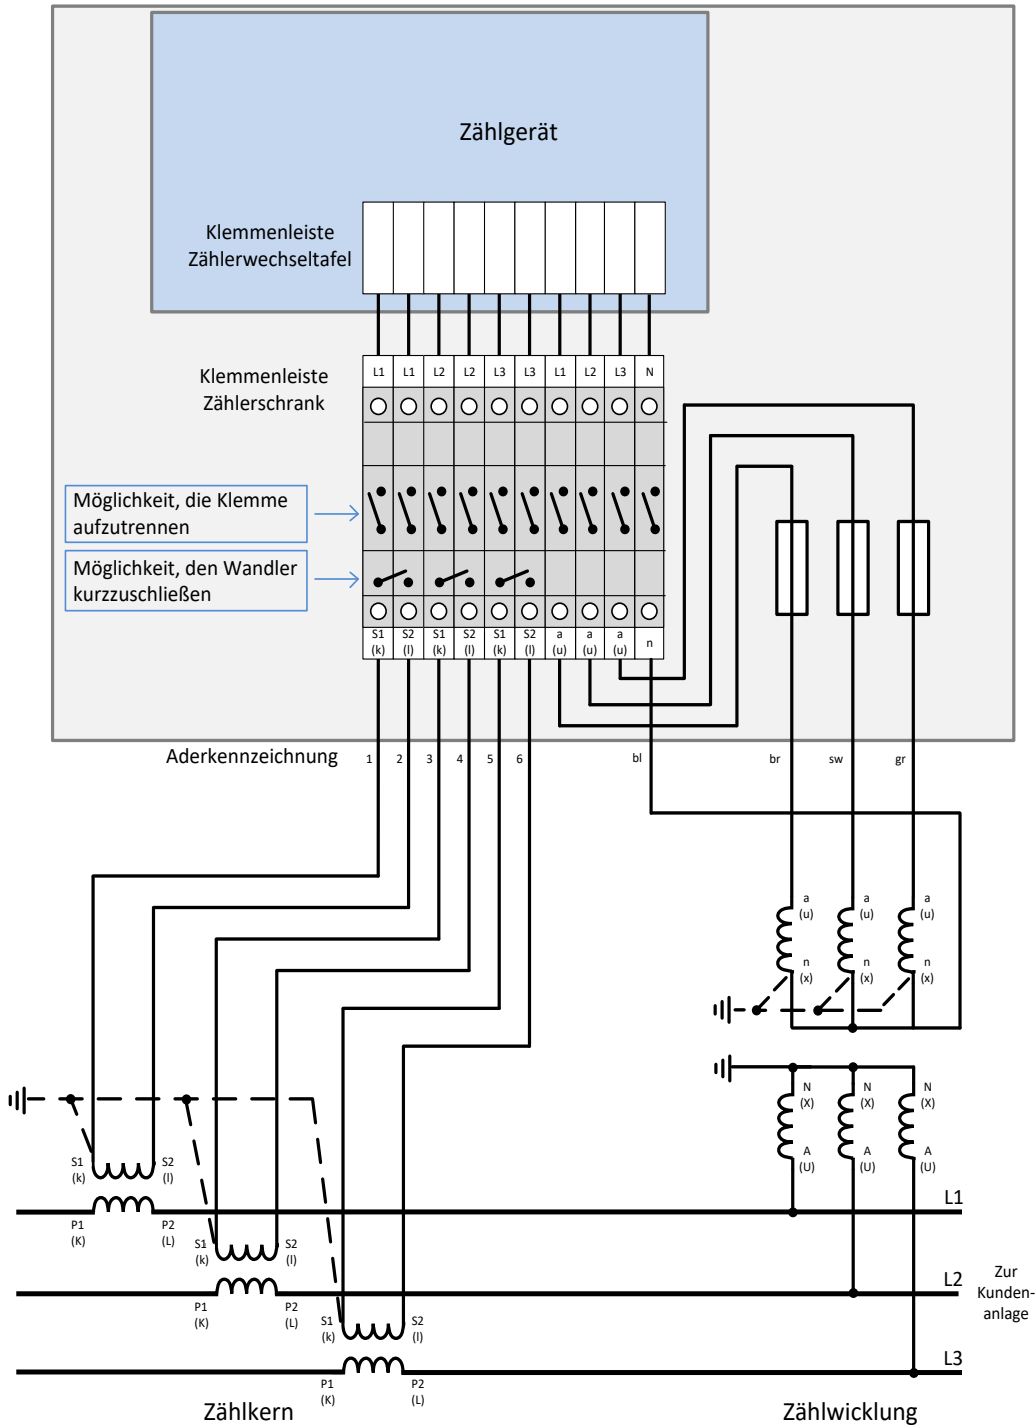 Zählgerät
Klemmenleiste
Zählerwechseltafel
Klemmenleiste
Zählerschrank
L1 L1 L2 L2 L3 L3 L1 L2 L3 N
Möglichkeit, die Klemme
aufzutrennen
Möglichkeit, den Wandler
kurzzuschließen
S1 S2 S1 S2 S1 S2 a a a n
(k) (l) (k) (l) (k) (l) (u) (u) (u)
Aderkennzeichnung 1 2 3 4 5 6 bl br sw gr
a a a
(u) (u) (u)
n n n
(x) (x) (x)
N N N
(X) (X) (X)
A A A
(U) (U) (U)
S1 S2
(k) (l)
L1
P1 P2
(K) (L)
S1 S2
(k) (l)
L2
Zur
Kunden-
anlage
P1 P2
(K) (L)
S1 S2
(k) (l)
L3
P1 P2
(K) (L)
Zählkern
Zählwicklung